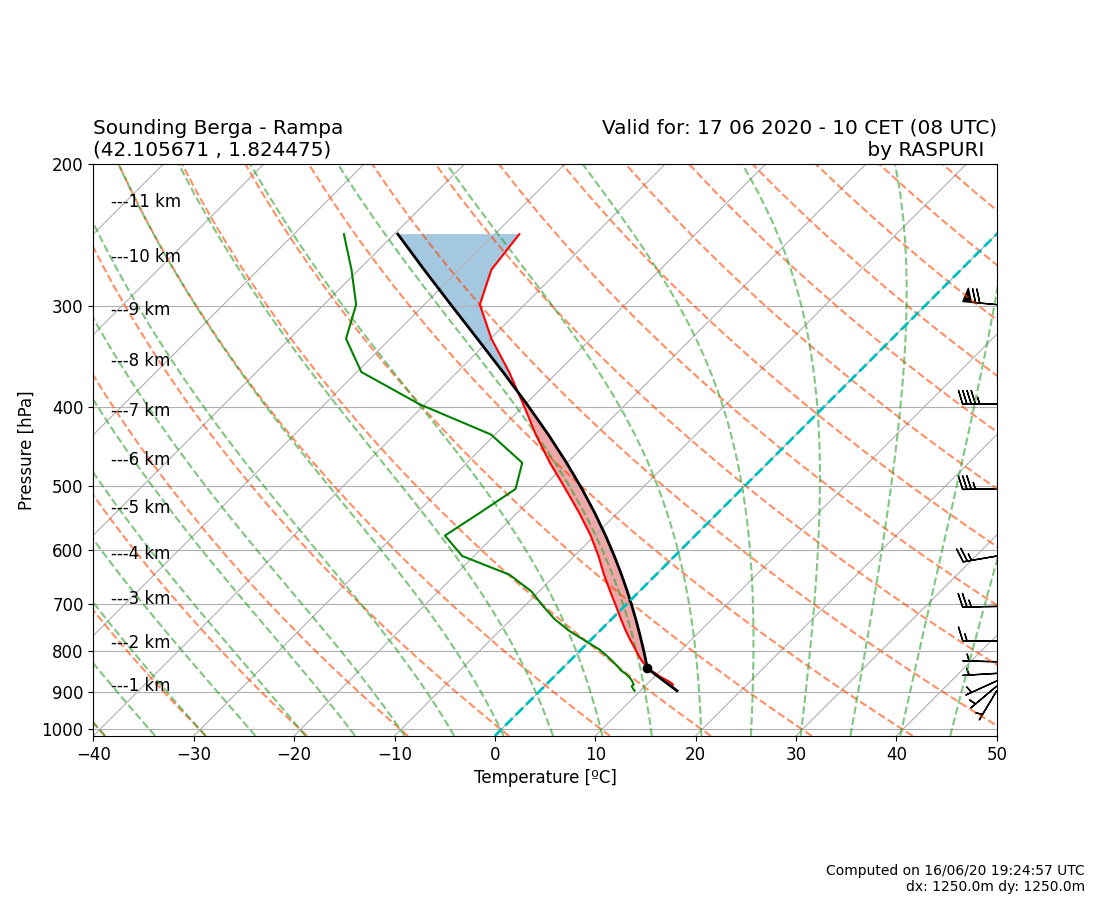 Sounding Berga - Rampa
(42.105671 , 1.824475)
Valid for: 17 06 2020 - 10 CET (08 UTC)
by RASPURI
200
300
400
500
600
700
800
900
1000
Pressure [hPa]
---11 km
---10 km
---9 km
---8 km
---7 km
---6 km
---5 km
---4 km
---3 km
---2 km
---1 km
−40 −30 −20 −10 0 10 20 30 40 50
Temperature [ºC]
Computed on 16/06/20 19:24:57 UTC
dx: 1250.0m dy: 1250.0m